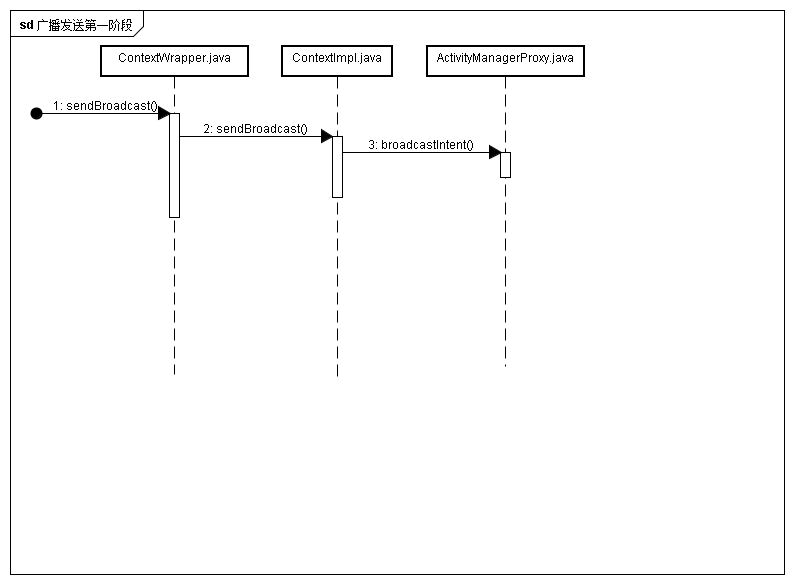 sd 广播发送第一阶段
ContextWrapper.java
ContextImpl.java
ActivityManagerProxy.java
1: sendBroadcast()
2: sendBroadcast()
3: broadcastIntent()